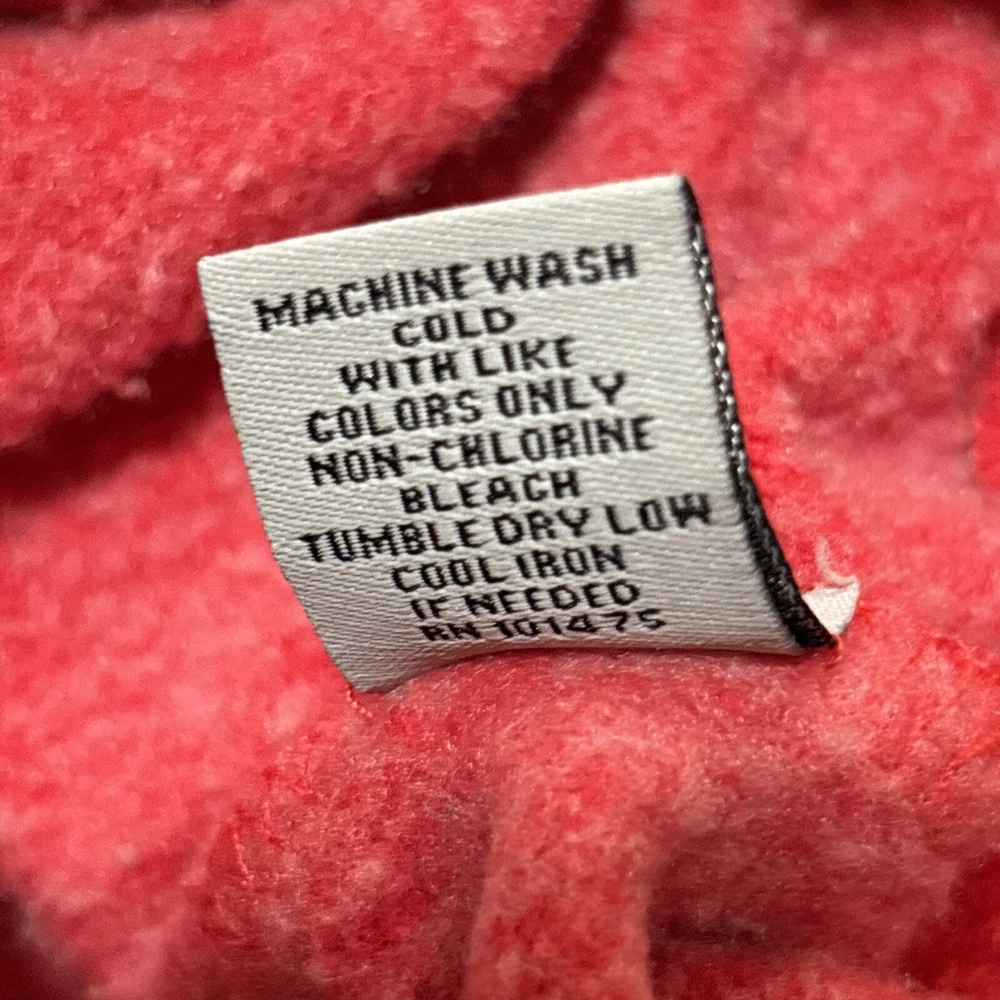 MACHINE WASH
COLD
WITH LIKE
COLORS ONLY
NON-CHLORINE
BLEACH
TUMBLE DRY LOW
COOL IRON
IF NEEDED
RN 101475